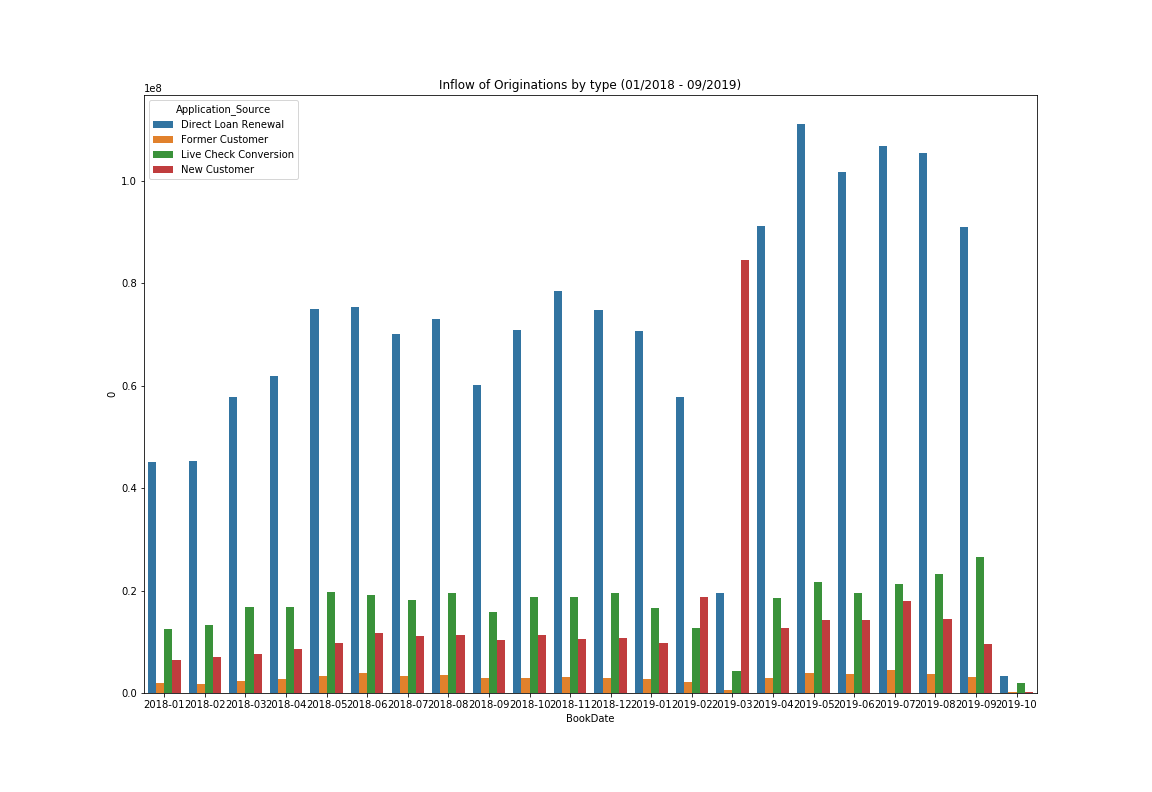 Inflow of Originations by type (01/2018 - 09/2019)
1e8
Application_Source
Direct Loan Renewal
Former Customer
Live Check Conversion
New Customer
1.0
0.8
0.6
0.4
0.2
0.0
0
2018-01 2018-02 2018-03 2018-04 2018-05 2018-06 2018-07 2018-08 2018-09 2018-10 2018-11 2018-12 2019-01 2019-02 2019-03 2019-04 2019-05 2019-06 2019-07 2019-08 2019-09 2019-10
BookDate